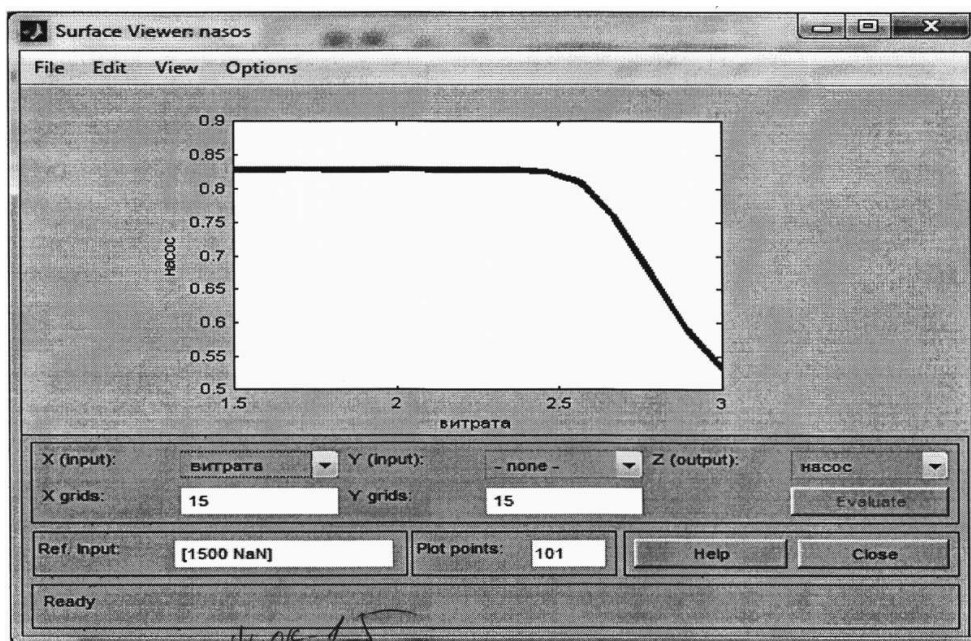 Surface Viewer: nasos
File Edit View Options
0.9
0.85
0.8
0.75
0.7
0.65
0.6
0.55
0.5
насос
1.5 2 2.5 3
витрата
X (input): витрата Y (input): - none - Z (output): насос
X grids: 15 Y grids: 15 Evaluate
Ref. Input: [1500 NaN] Plot points: 101 Help Close
Ready